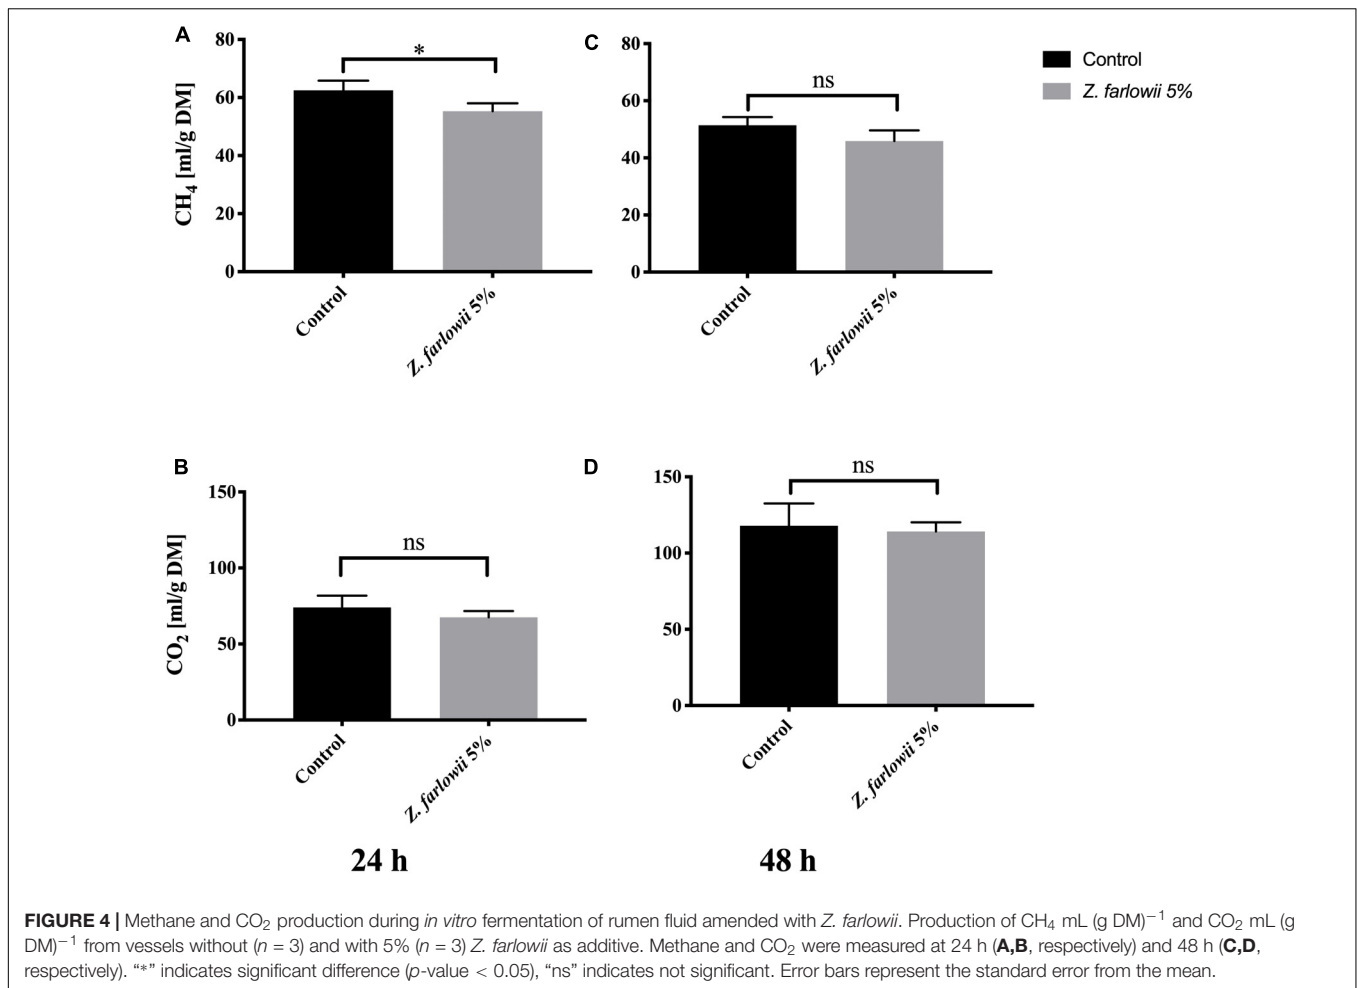 A
80
60
40
20
0
CH4 [ml/g DM]
*
Control
Z. farlowii 5%
C
80
60
40
20
0
ns
Control
Z. farlowii 5%
Control
Z. farlowii 5%
B
150
100
50
0
CO2 [ml/g DM]
ns
Control
Z. farlowii 5%
D
150
100
50
0
ns
Control
Z. farlowii 5%
24 h
48 h
FIGURE 4 | Methane and CO2 production during in vitro fermentation of rumen fluid amended with Z. farlowii. Production of CH4 mL (g DM)−1 and CO2 mL (g
DM)−1 from vessels without (n = 3) and with 5% (n = 3) Z. farlowii as additive. Methane and CO2 were measured at 24 h (A,B, respectively) and 48 h (C,D,
respectively). “*” indicates significant difference (p-value < 0.05), “ns” indicates not significant. Error bars represent the standard error from the mean.